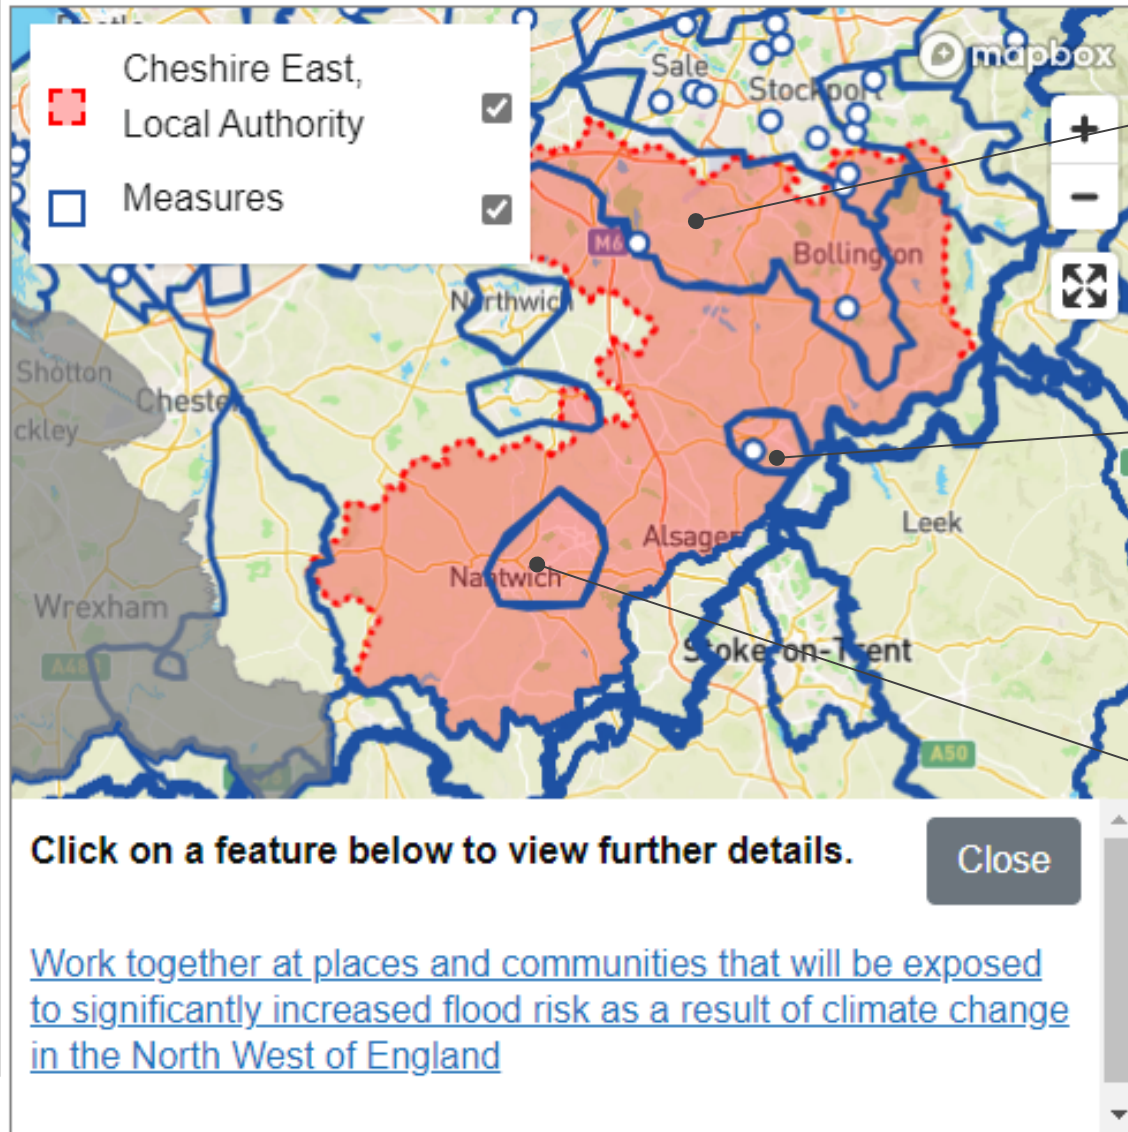 Cheshire East,
Local Authority
Measures
mapbox
Sale
Stockport
+
−
M6
Bollington
Northwich
Shotton
Chester
ckley
Alsager
Leek
Nantwich
Wrexham
A483
Stoke-on-Trent
A50
Click on a feature below to view further details.
Close
Work together at places and communities that will be exposed
to significantly increased flood risk as a result of climate change
in the North West of England